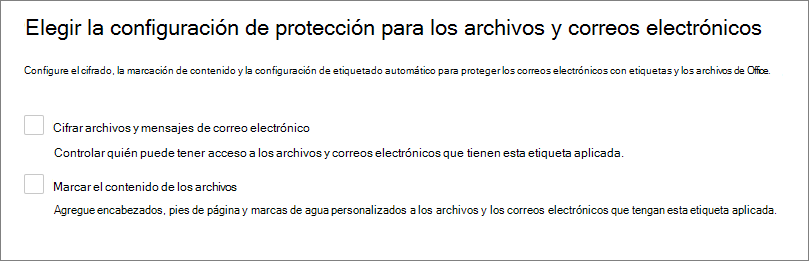 Elegir la configuración de protección para los archivos y correos electrónicos
Configure el cifrado, la marcación de contenido y la configuración de etiquetado automático para proteger los correos electrónicos con etiquetas y los archivos de Office.
Cifrar archivos y mensajes de correo electrónico
Controlar quién puede tener acceso a los archivos y correos electrónicos que tienen esta etiqueta aplicada.
Marcar el contenido de los archivos
Agregue encabezados, pies de página y marcas de agua personalizados a los archivos y los correos electrónicos que tengan esta etiqueta aplicada.